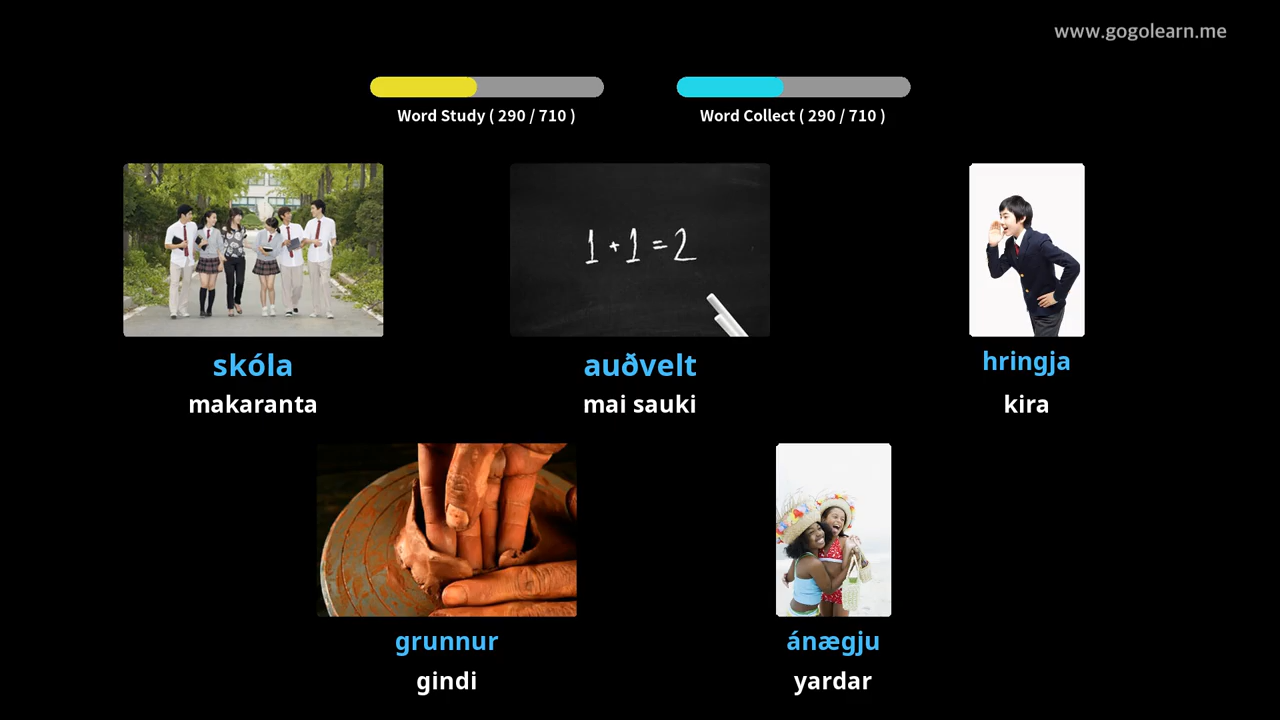 www.gogolearn.me
Word Study ( 290 / 710 )
Word Collect ( 290 / 710 )
1 + 1 = 2
skóla
auðvelt
hringja
makaranta
mai sauki
kira
grunnur
ánægju
gindi
yardar